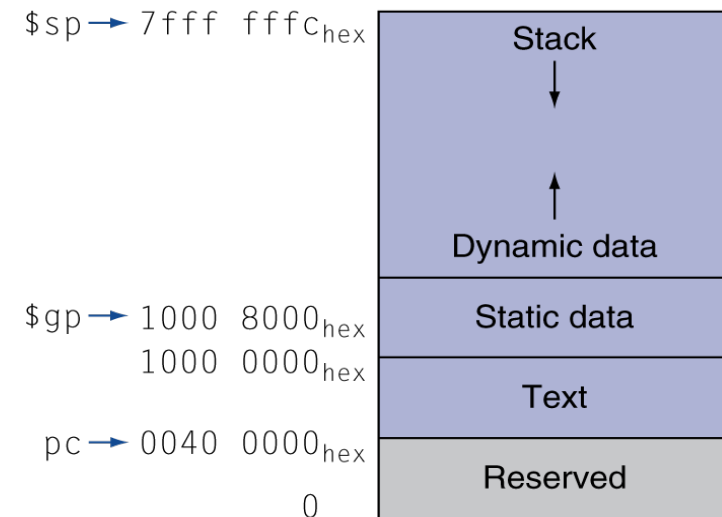 $sp → 7fff fffc hex
Stack
Dynamic data
$gp → 1000 8000 hex
Static data
1000 0000 hex
Text
pc → 0040 0000 hex
Reserved
0